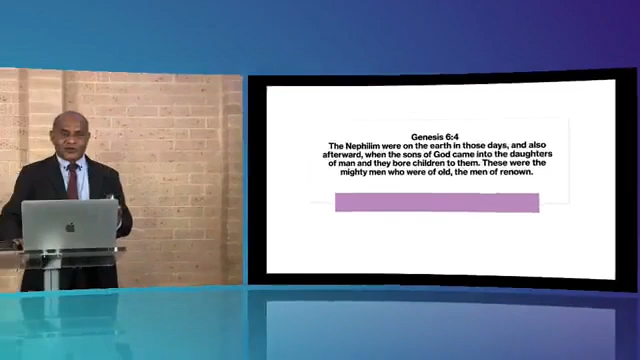 Genesis 6:4
The Nephilim were on the earth in those days, and also
afterward, when the sons of God came into the daughters
of man and they bore children to them. These were the
mighty men who were of old, the men of renown.